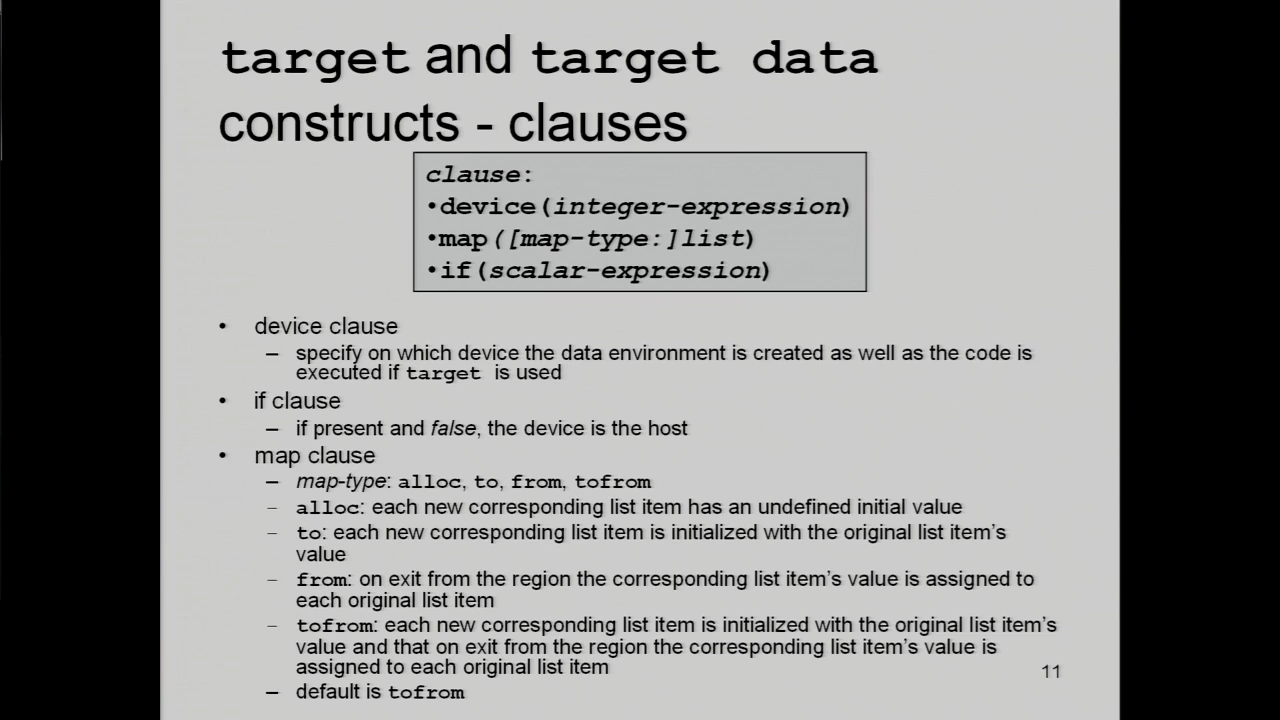 target and target data
constructs - clauses
clause:
•device(integer-expression)
•map([map-type:]list)
•if(scalar-expression)
• device clause
– specify on which device the data environment is created as well as the code is
executed if target is used
• if clause
– if present and false, the device is the host
• map clause
– map-type: alloc, to, from, tofrom
– alloc: each new corresponding list item has an undefined initial value
– to: each new corresponding list item is initialized with the original list item's
value
– from: on exit from the region the corresponding list item's value is assigned to
each original list item
– tofrom: each new corresponding list item is initialized with the original list item's
value and that on exit from the region the corresponding list item's value is
assigned to each original list item
– default is tofrom
11